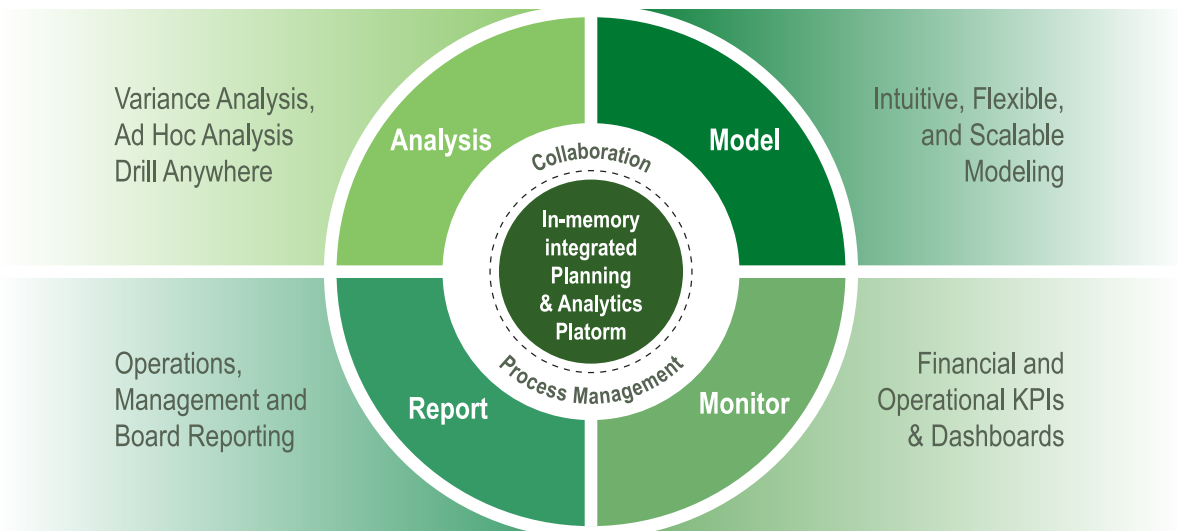 Variance Analysis,
Ad Hoc Analysis
Drill Anywhere
Analysis
Model
Intuitive, Flexible,
and Scalable
Modeling
Collaboration
In-memory
integrated
Planning
& Analytics
Platorm
Process Management
Operations,
Management and
Board Reporting
Report
Monitor
Financial and
Operational KPIs
& Dashboards